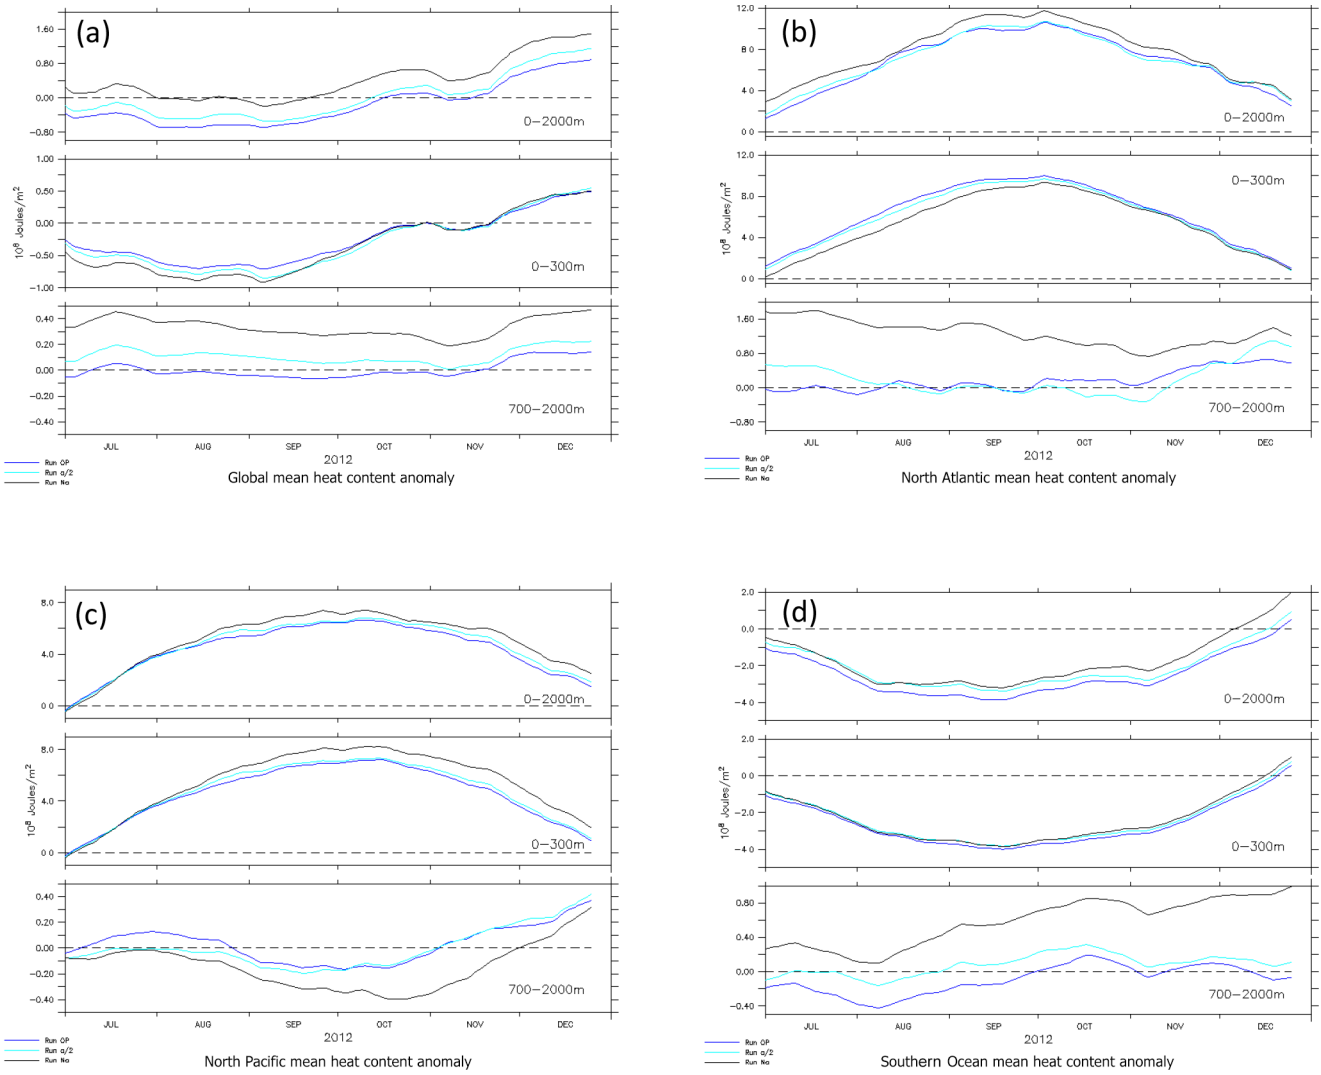 (a)
1.60
0.80
0.00
−0.80
0−2000m
1.00
0.50
0.00
−0.50
−1.00
10⁸ Joules/m²
0−300m
0.40
0.20
0.00
−0.20
−0.40
700−2000m
JUL AUG SEP OCT NOV DEC
2012
Run OP
Run a/2
Run No
Global mean heat content anomaly
(b)
12.0
8.0
4.0
0.0
0−2000m
12.0
8.0
4.0
0.0
10⁸ Joules/m²
0−300m
1.60
0.80
0.00
−0.80
700−2000m
JUL AUG SEP OCT NOV DEC
2012
Run OP
Run a/2
Run No
North Atlantic mean heat content anomaly
(c)
8.0
4.0
0.0
0−2000m
8.0
4.0
0.0
10⁸ Joules/m²
0−300m
0.40
0.20
0.00
−0.20
−0.40
700−2000m
JUL AUG SEP OCT NOV DEC
2012
Run OP
Run a/2
Run No
North Pacific mean heat content anomaly
(d)
2.0
0.0
−2.0
−4.0
0−2000m
2.0
0.0
−2.0
−4.0
10⁸ Joules/m²
0−300m
0.80
0.40
0.00
−0.40
700−2000m
JUL AUG SEP OCT NOV DEC
2012
Run OP
Run a/2
Run No
Southern Ocean mean heat content anomaly